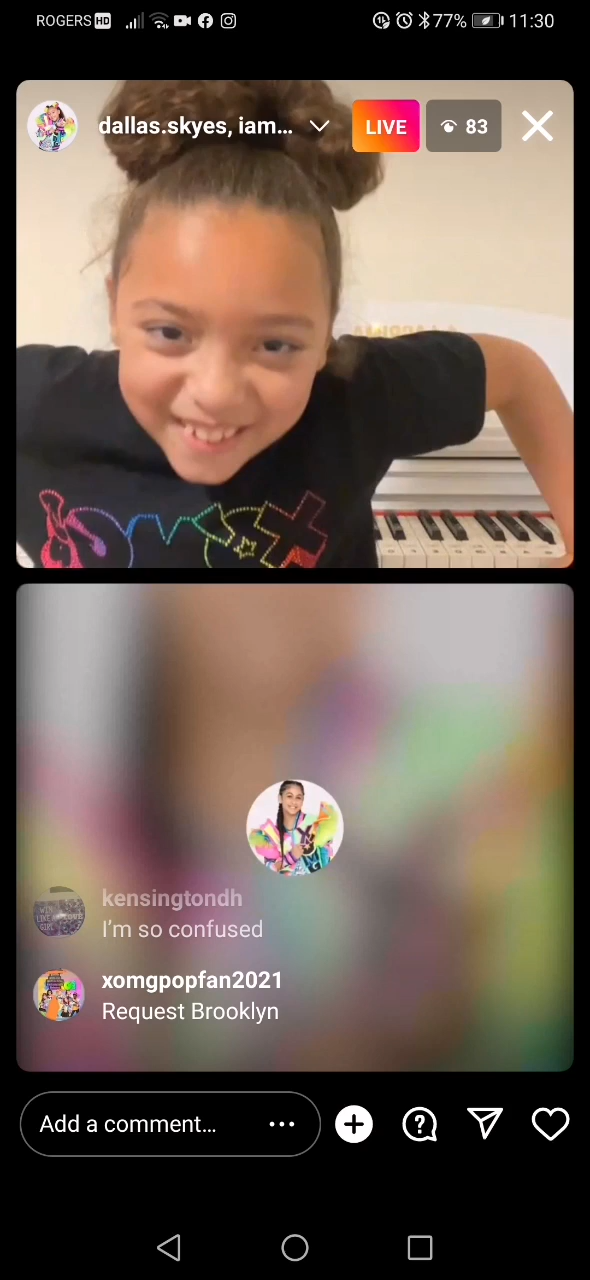 ROGERS HD
77% 11:30
dallas.skyes, iam...
LIVE
83
kensingtondh
I'm so confused
xomgpopfan2021
Request Brooklyn
Add a comment...